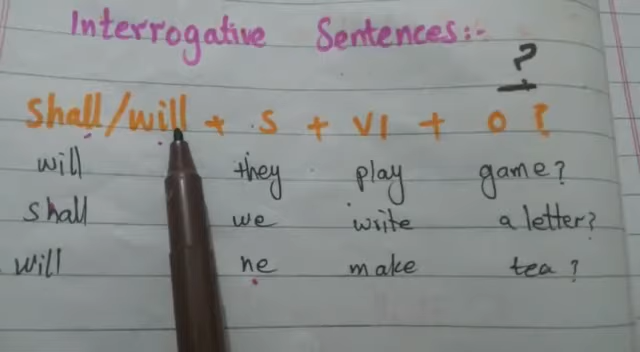 Interrogative Sentences:-
?
Shall/will + S + V1 + O ?
will they play game?
shall we write a letter?
will he make tea?